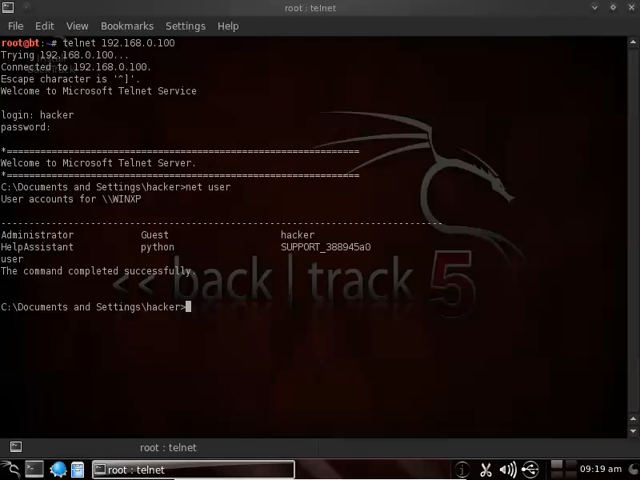 root : telnet
File Edit View Bookmarks Settings Help
root@bt:~# telnet 192.168.0.100
Trying 192.168.0.100...
Connected to 192.168.0.100.
Escape character is '^]'.
Welcome to Microsoft Telnet Service
login: hacker
password:
*===============================================================
Welcome to Microsoft Telnet Server.
*===============================================================
C:\Documents and Settings\hacker>net user
User accounts for \\WINXP
-------------------------------------------------------------------------------
Administrator Guest hacker
HelpAssistant python SUPPORT_388945a0
user
The command completed successfully.
<< back | track 5
C:\Documents and Settings\hacker>
root : telnet
root : telnet
09:19 am